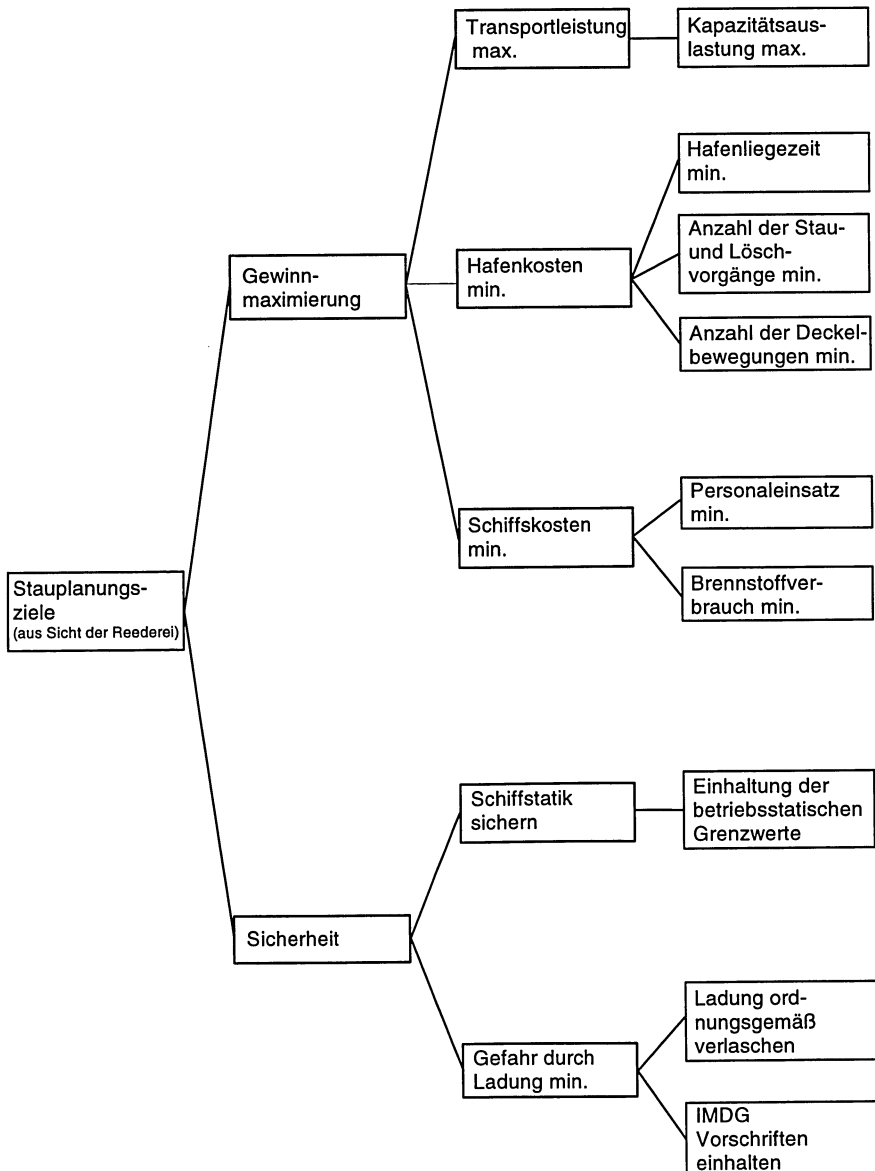 Transportleistung
max.
Kapazitätsaus-
lastung max.
Hafenliegezeit
min.
Anzahl der Stau-
und Lösch-
vorgänge min.
Gewinn-
maximierung
Hafenkosten
min.
Anzahl der Deckel-
bewegungen min.
Personaleinsatz
min.
Schiffskosten
min.
Brennstoffver-
brauch min.
Stauplanungs-
ziele
(aus Sicht der Reederei)
Schiffstatik
sichern
Einhaltung der
betriebsstatischen
Grenzwerte
Sicherheit
Ladung ord-
nungsgemäß
verlaschen
Gefahr durch
Ladung min.
IMDG
Vorschriften
einhalten